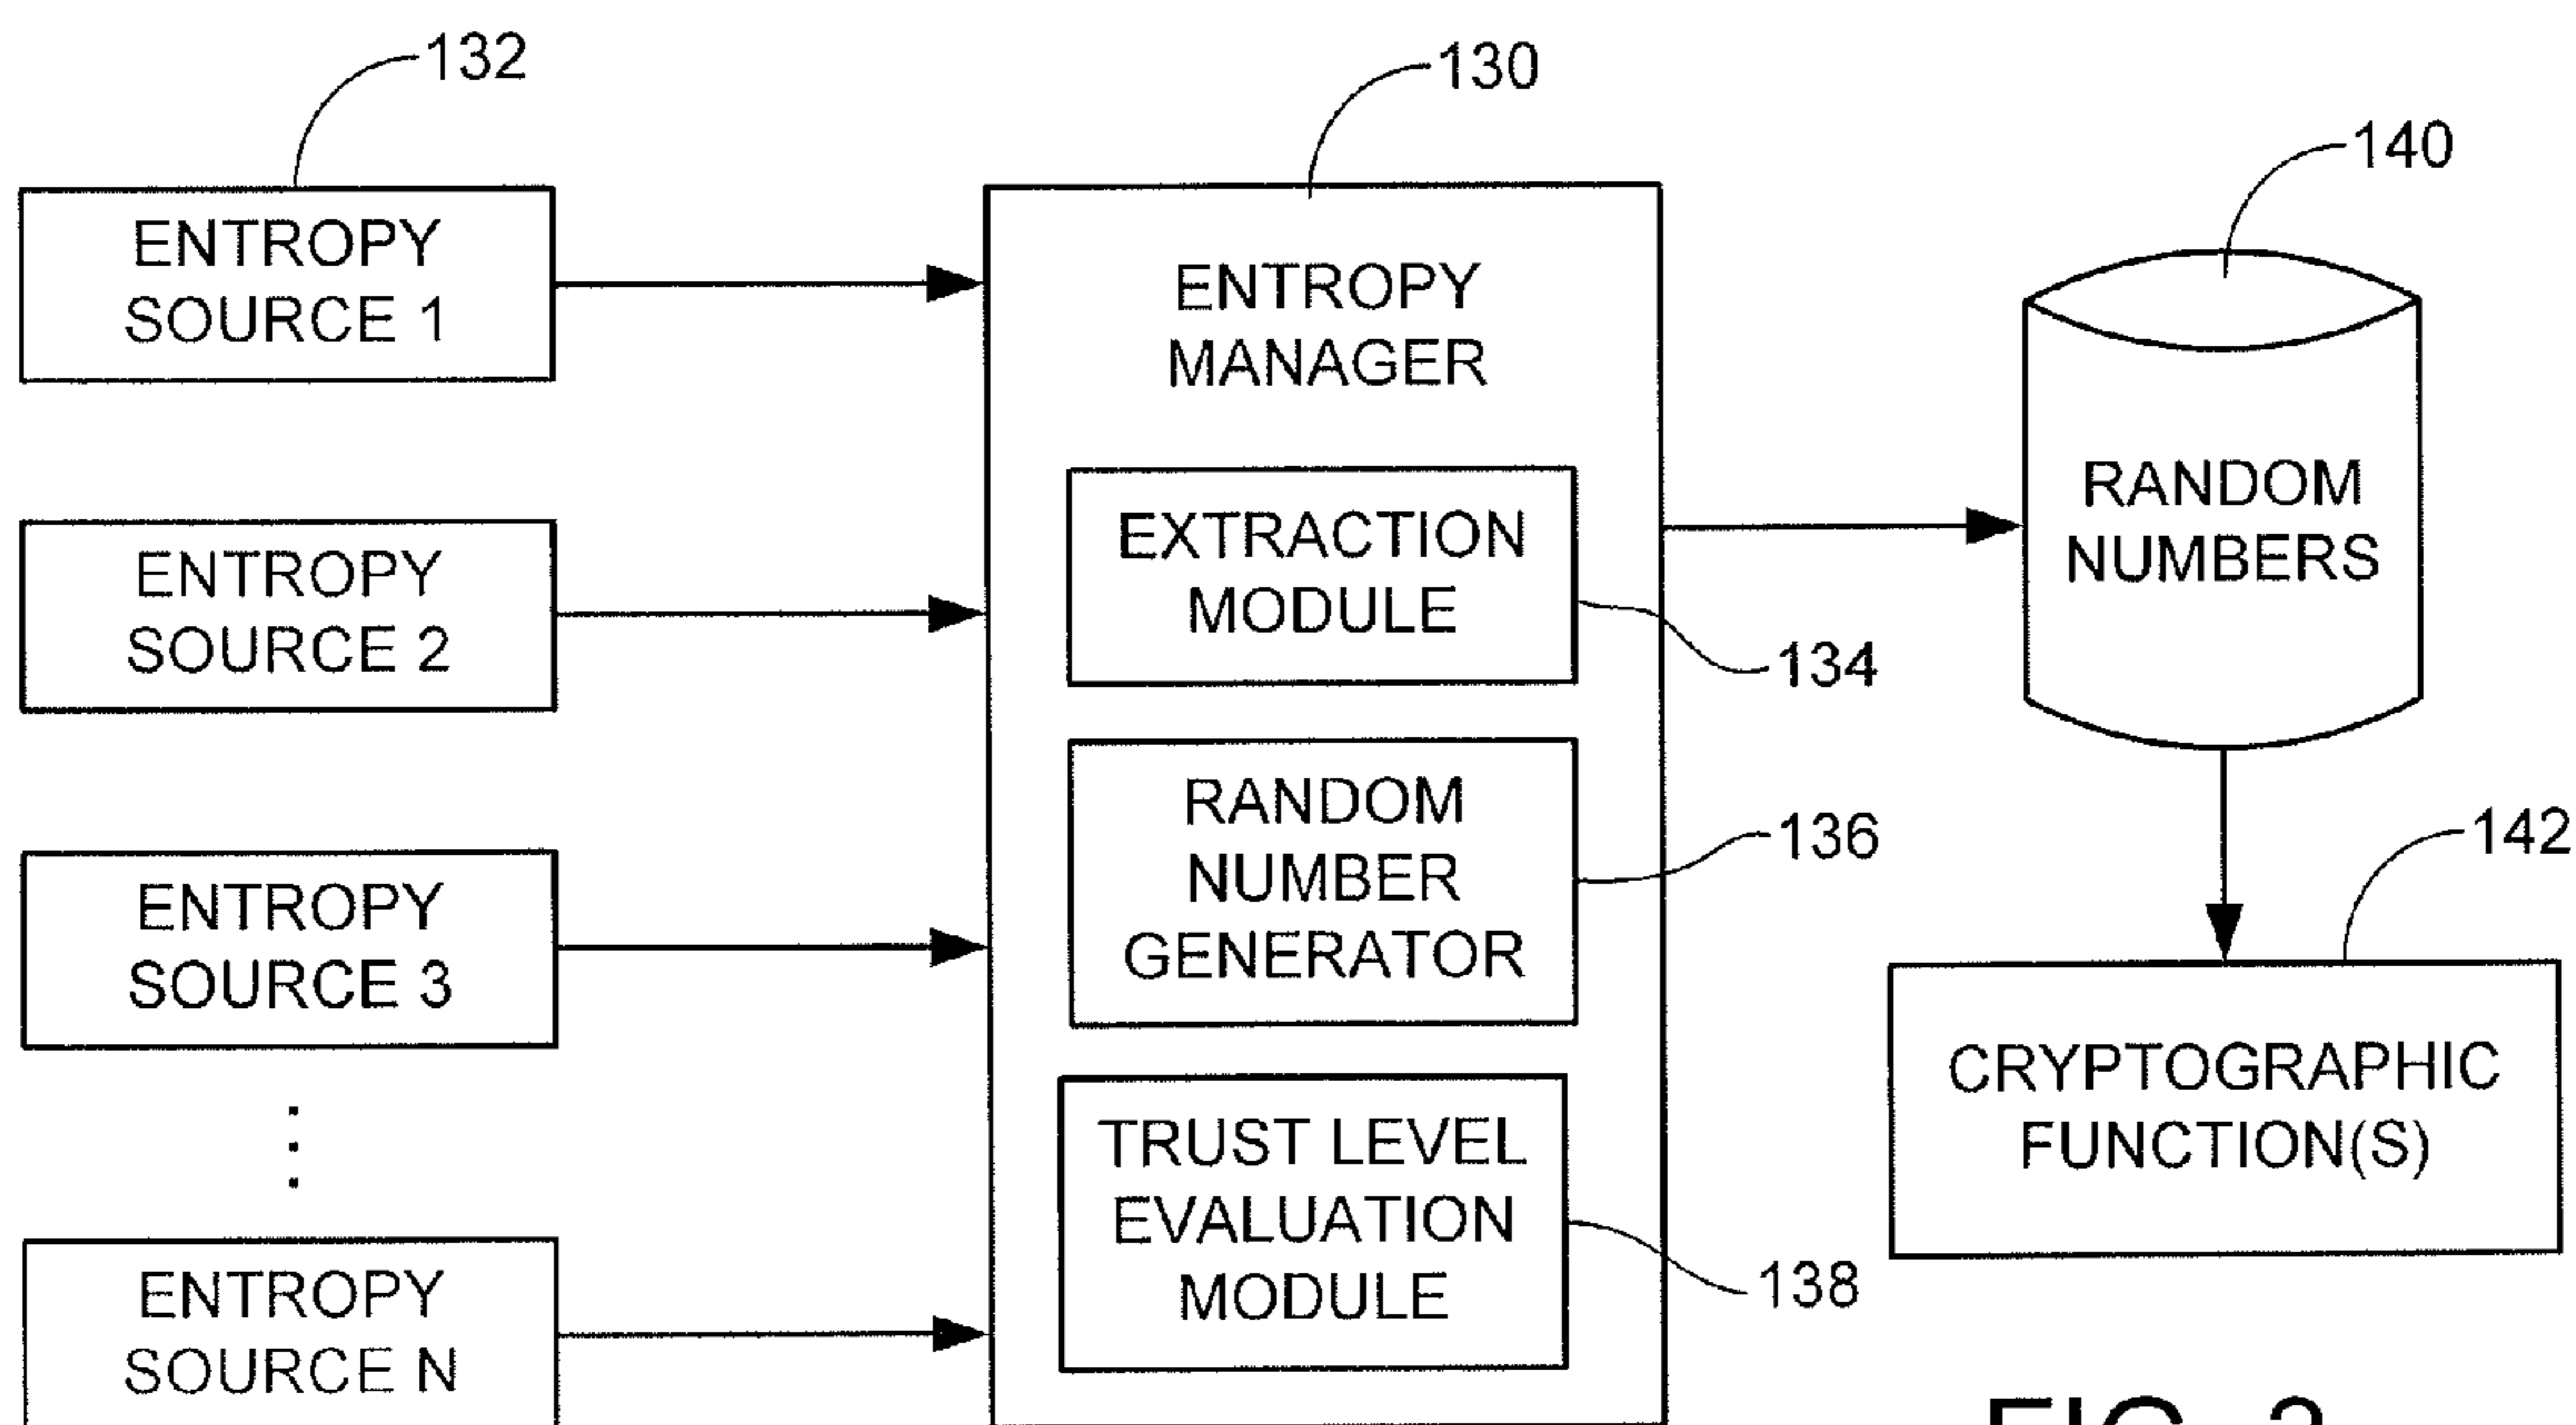 132
130
140
ENTROPY
SOURCE 1
ENTROPY
MANAGER
RANDOM
NUMBERS
EXTRACTION
MODULE
134
ENTROPY
SOURCE 2
RANDOM
NUMBER
GENERATOR
136
142
ENTROPY
SOURCE 3
CRYPTOGRAPHIC
FUNCTION(S)
TRUST LEVEL
EVALUATION
MODULE
138
ENTROPY
SOURCE N
FIG.